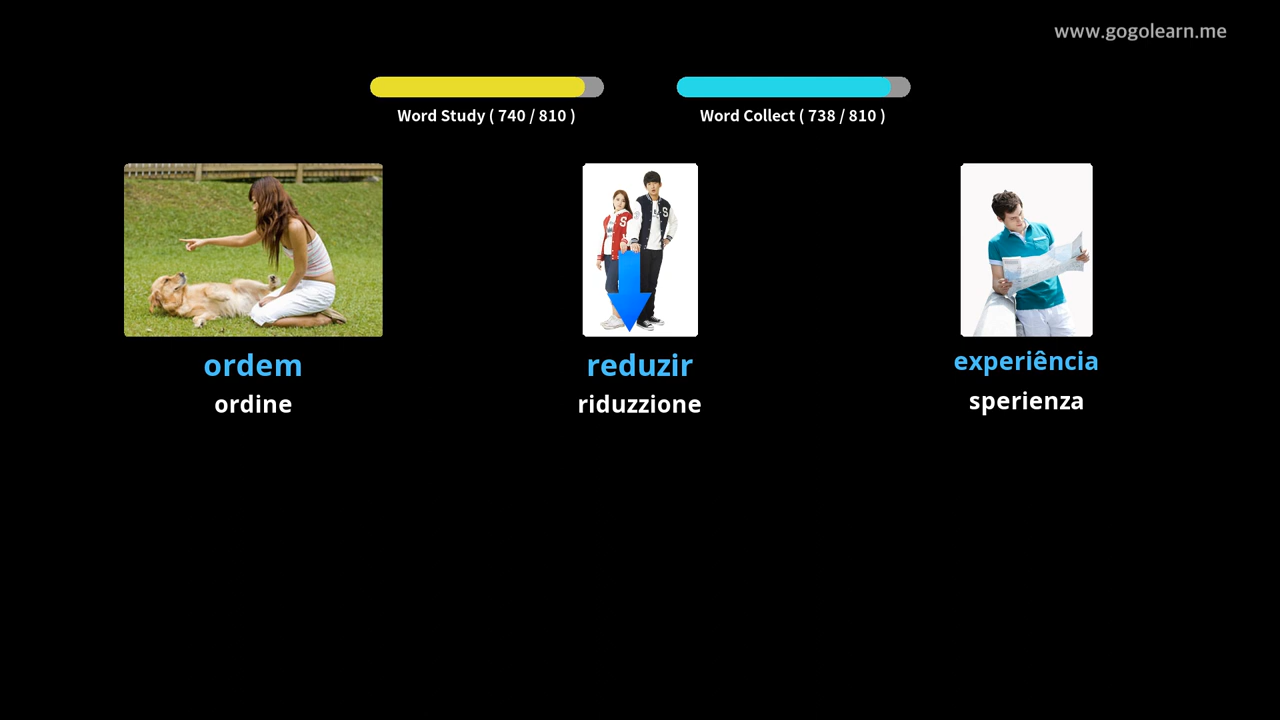 www.gogolearn.me
Word Study ( 740 / 810 )
Word Collect ( 738 / 810 )
ordem
reduzir
experiência
ordine
riduzzione
sperienza
S
S